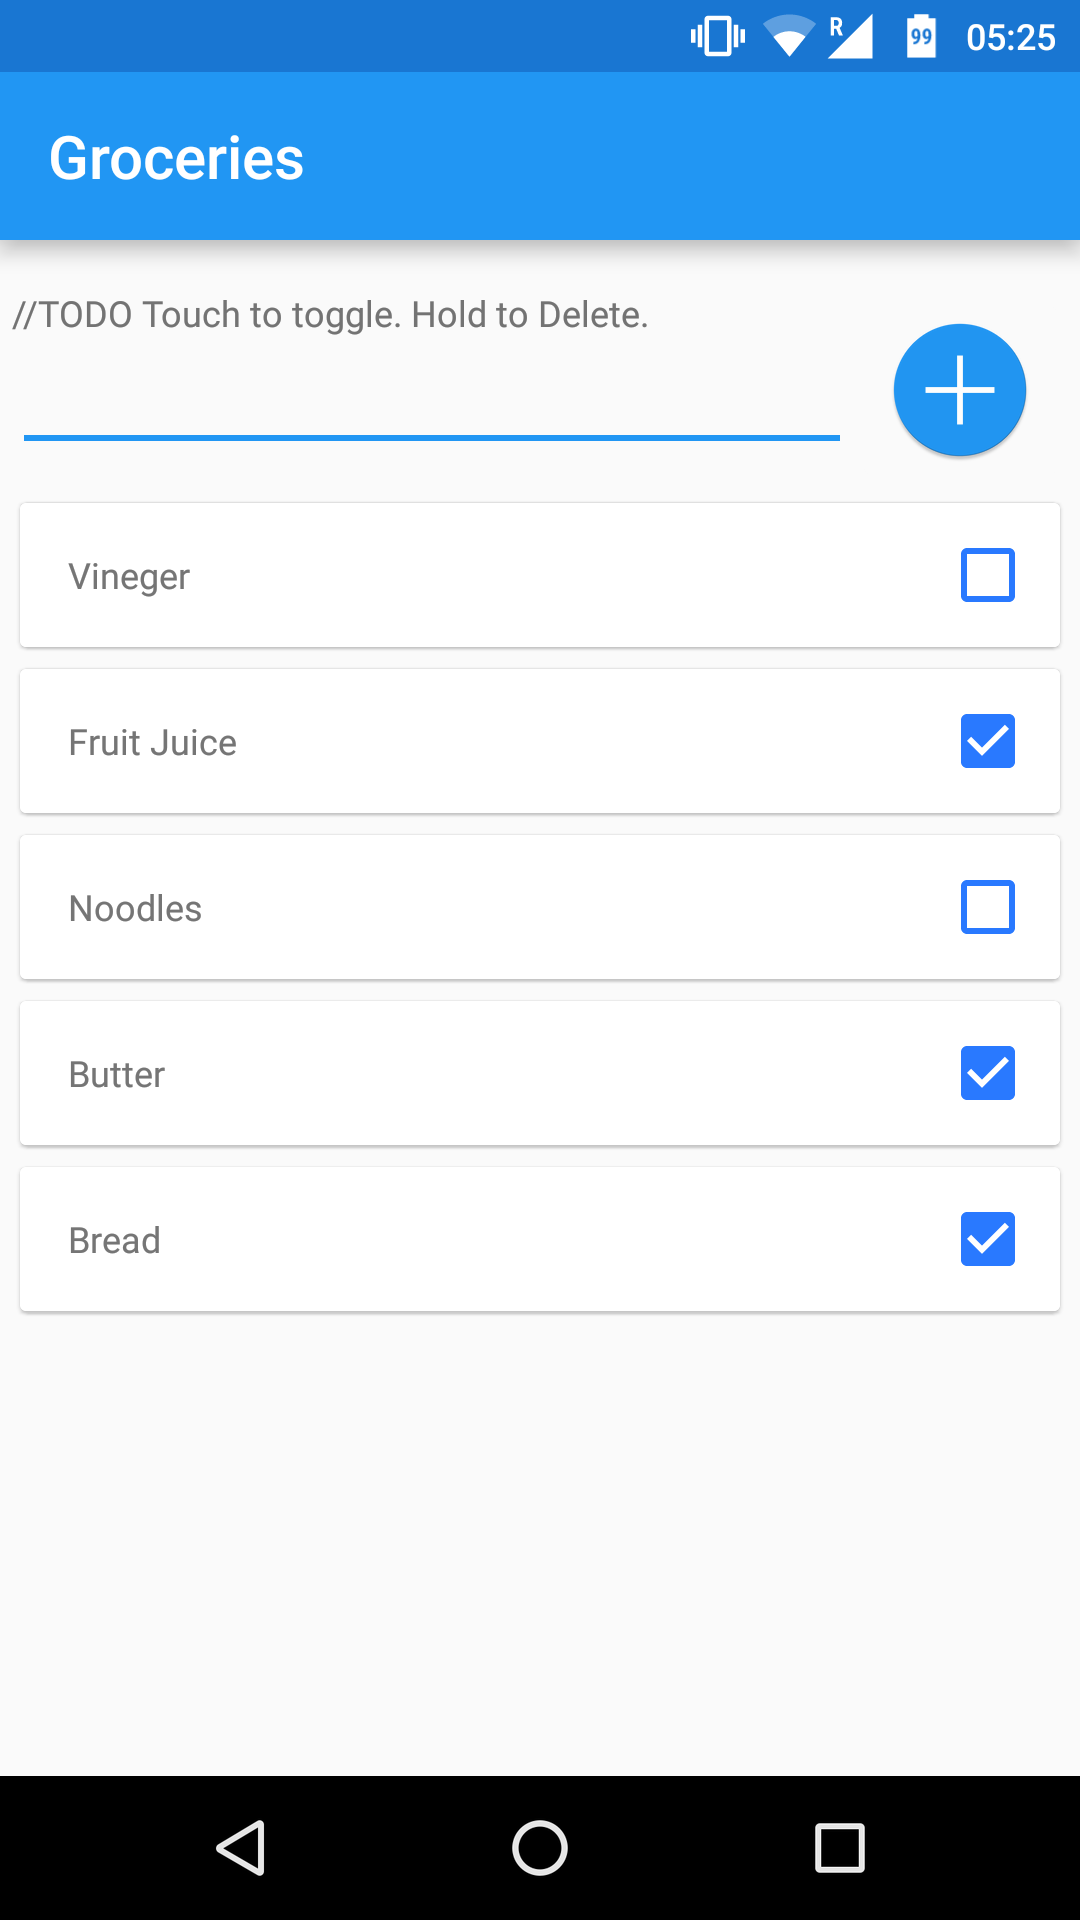 R 99 05:25
Groceries
//TODO Touch to toggle. Hold to Delete.
Vineger
Fruit Juice
Noodles
Butter
Bread